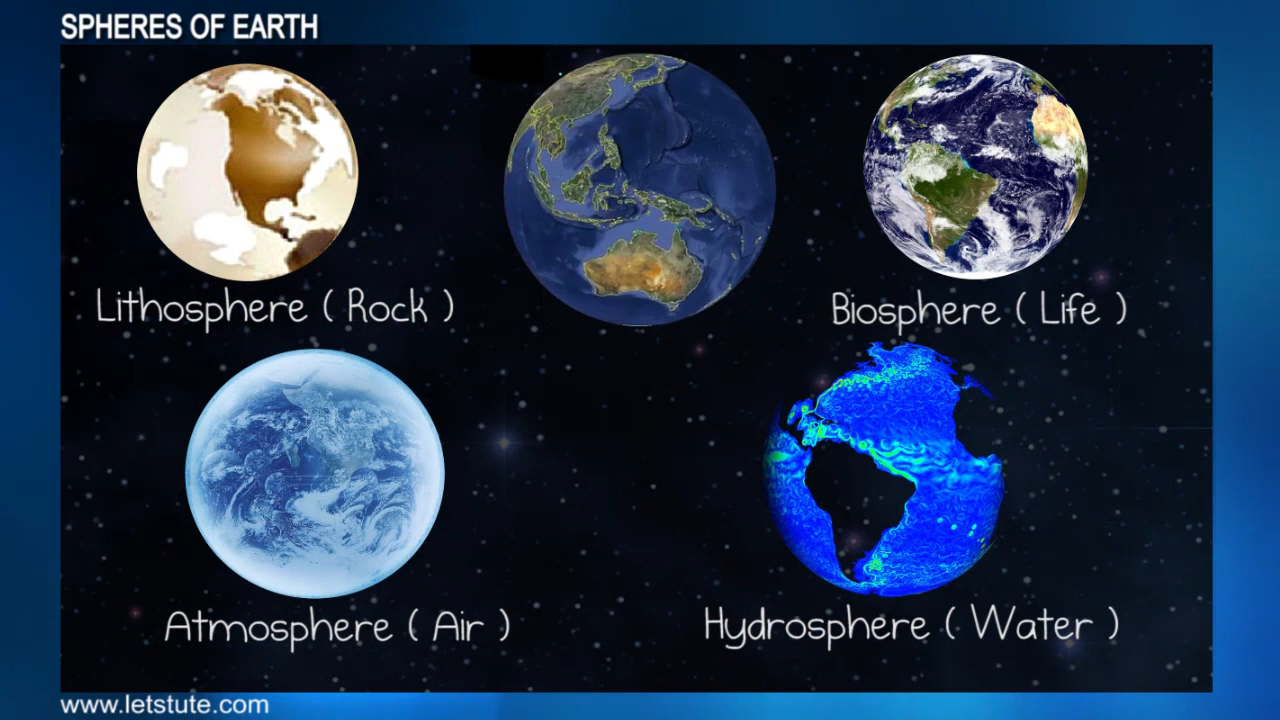 SPHERES OF EARTH
Lithosphere ( Rock )
Biosphere ( Life )
Atmosphere ( Air )
Hydrosphere ( Water )
www.letstute.com